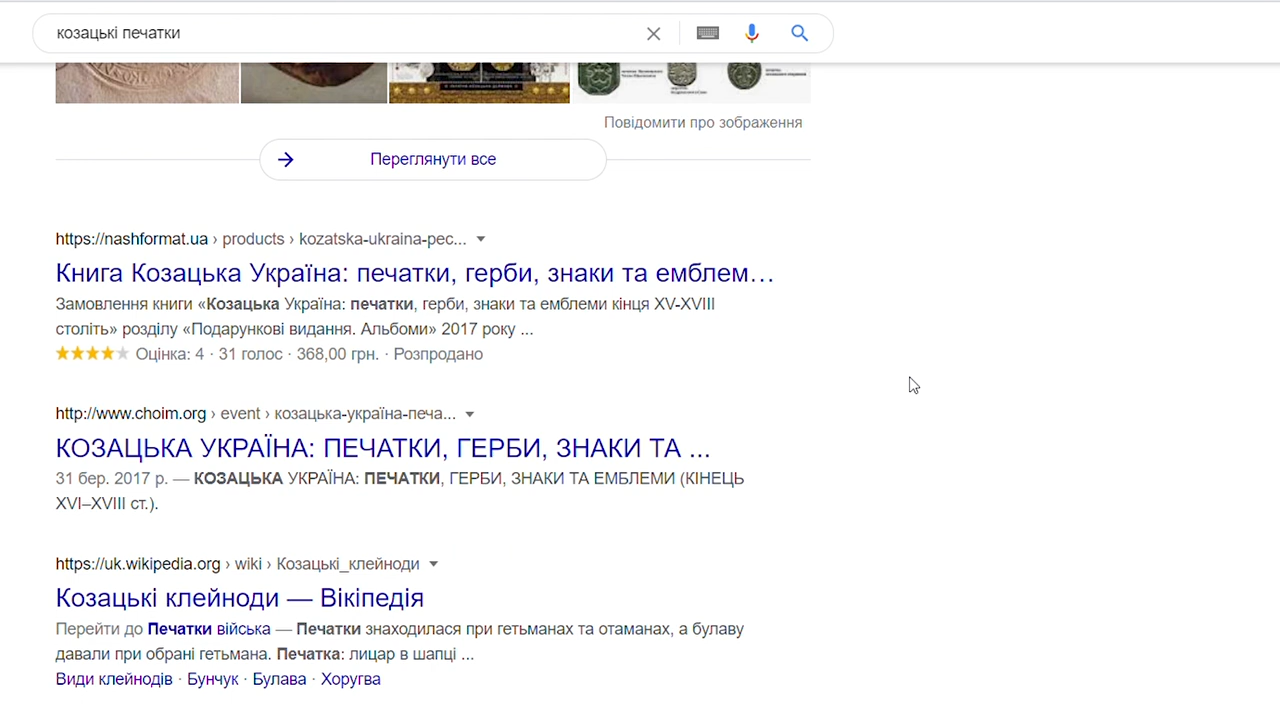 козацькі печатки
Повідомити про зображення
Переглянути все
https://nashformat.ua › products › kozatska-ukraina-pec...
Книга Козацька Україна: печатки, герби, знаки та емблем...
Замовлення книги «Козацька Україна: печатки, герби, знаки та емблеми кінця XV-XVIII
століть» розділу «Подарункові видання. Альбоми» 2017 року ...
Оцінка: 4 · 31 голос · 368,00 грн. · Розпродано
http://www.choim.org › event › козацька-україна-печа...
КОЗАЦЬКА УКРАЇНА: ПЕЧАТКИ, ГЕРБИ, ЗНАКИ ТА ...
31 бер. 2017 р. — КОЗАЦЬКА УКРАЇНА: ПЕЧАТКИ, ГЕРБИ, ЗНАКИ ТА ЕМБЛЕМИ (КІНЕЦЬ
XVI–XVIII ст.).
https://uk.wikipedia.org › wiki › Козацькі_клейноди
Козацькі клейноди — Вікіпедія
Перейти до Печатки війська — Печатки знаходилася при гетьманах та отаманах, а булаву
давали при обрані гетьмана. Печатка: лицар в шапці ...
Види клейнодів · Бунчук · Булава · Хоругва